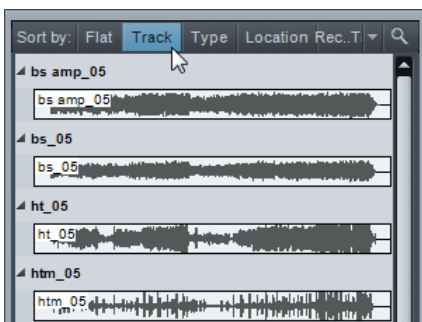 Sort by: Flat Track Type Location Rec..T
bs amp_05
bs amp_05
bs_05
bs_05
ht_05
ht_05
htm_05
htm_05